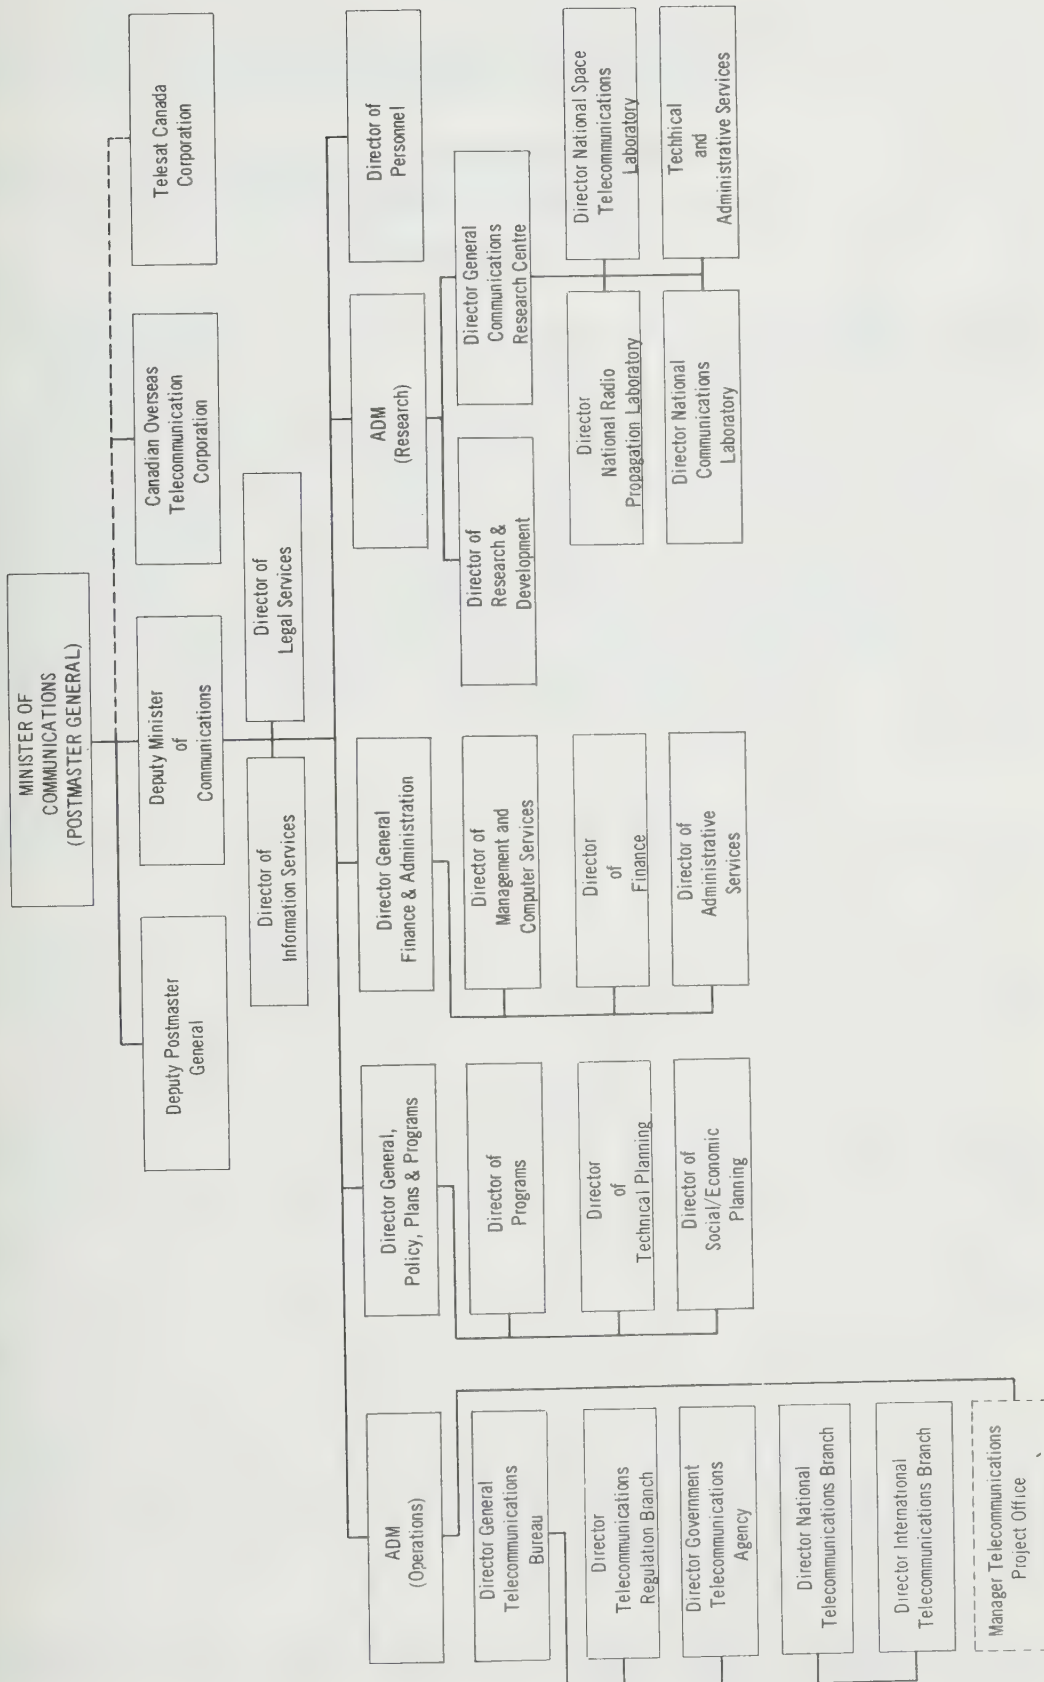 MINISTER OF
COMMUNICATIONS
(POSTMASTER GENERAL)
Deputy Postmaster
General
Deputy Minister
of
Communications
Canadian Overseas
Telecommunication
Corporation
Telesat Canada
Corporation
Director of
Information Services
Director of
Legal Services
ADM
(Operations)
Director General,
Policy, Plans & Programs
Director General
Finance & Administration
ADM
(Research)
Director of
Personnel
Director General
Telecommunications
Bureau
Director
Telecommunications
Regulation Branch
Director Government
Telecommunications
Agency
Director National
Telecommunications Branch
Director International
Telecommunications Branch
Manager Telecommunications
Project Office
Director of
Programs
Director
of
Technical Planning
Director of
Social/Economic
Planning
Director of
Management and
Computer Services
Director
of
Finance
Director of
Administrative
Services
Director of
Research &
Development
Director General
Communications
Research Centre
Director
National Radio
Propagation Laboratory
Director National Space
Telecommunications
Laboratory
Director National
Communications
Laboratory
Techhical
and
Administrative Services